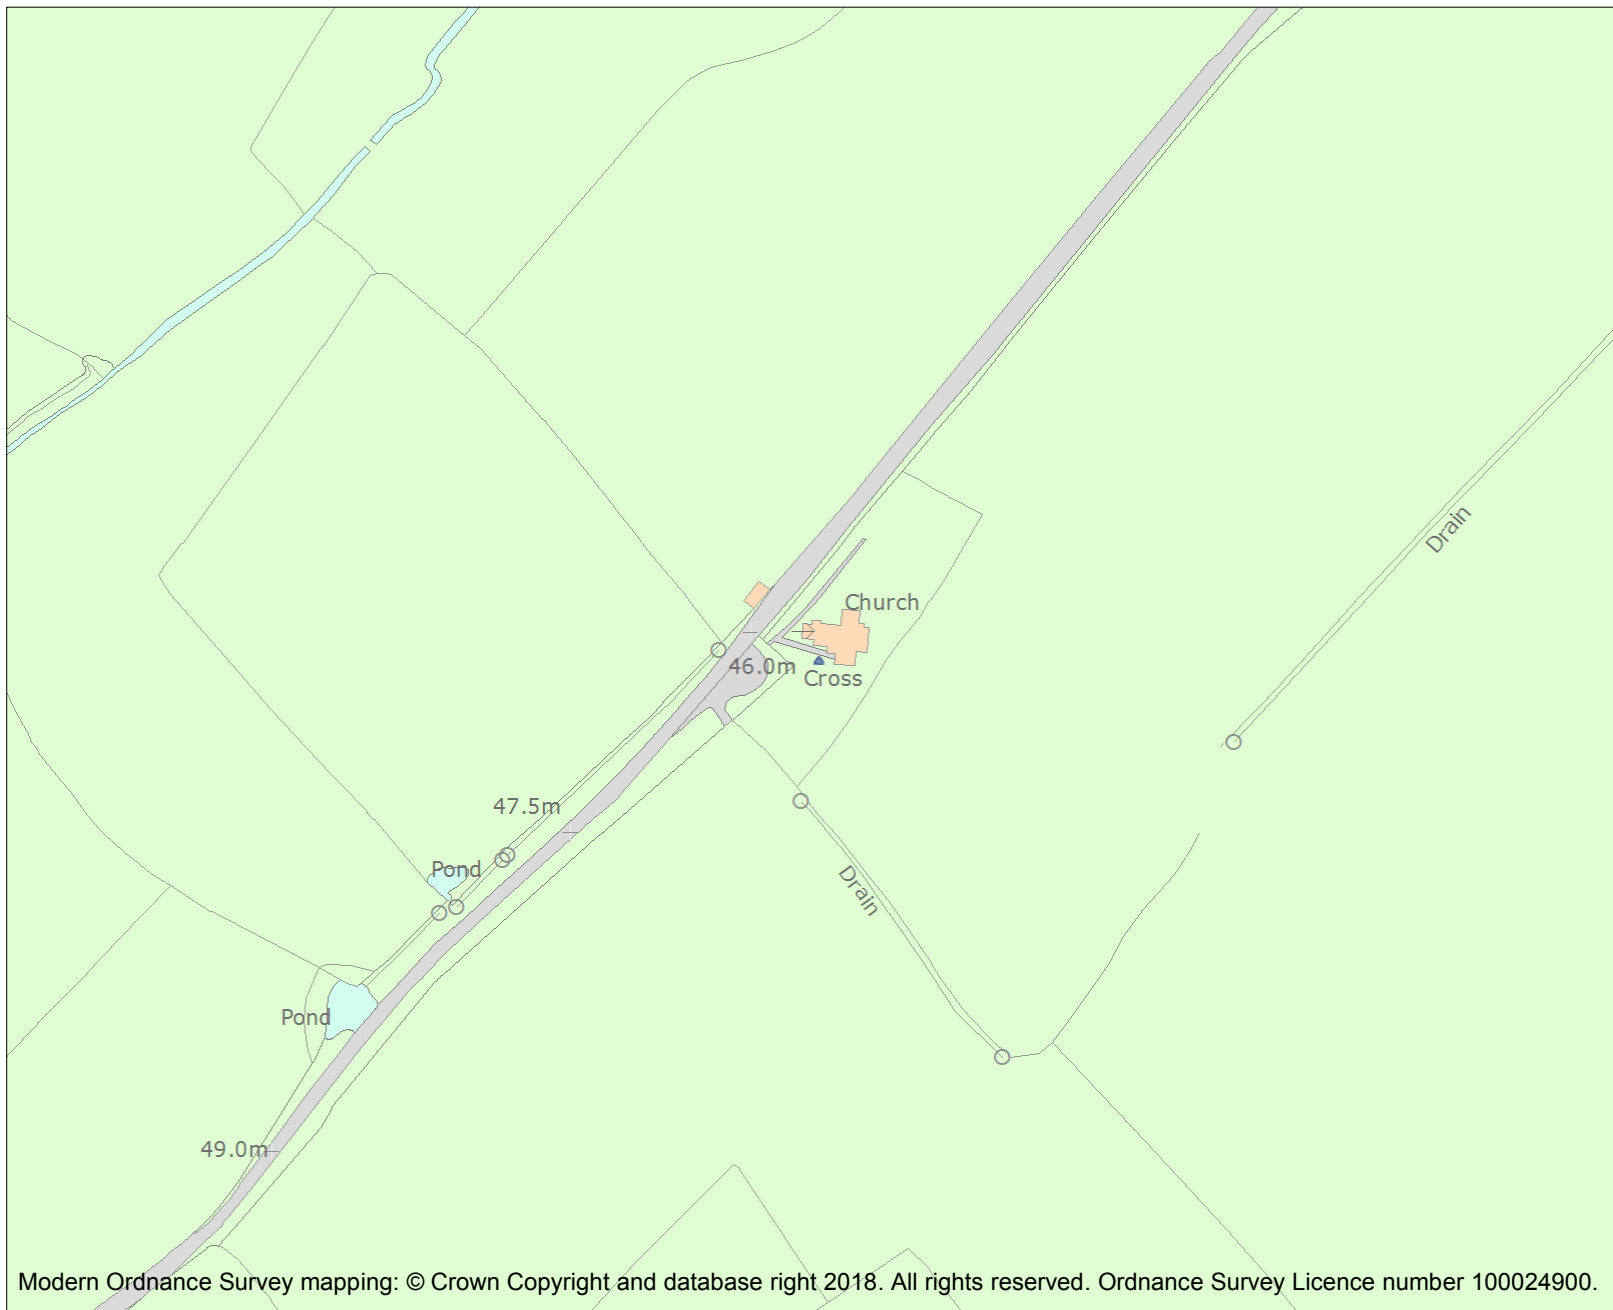 Drain
Church
46.0m
Cross
47.5m
Pond
Drain
Pond
49.0m
Modern Ordnance Survey mapping: © Crown Copyright and database right 2018. All rights reserved. Ordnance Survey Licence number 100024900.